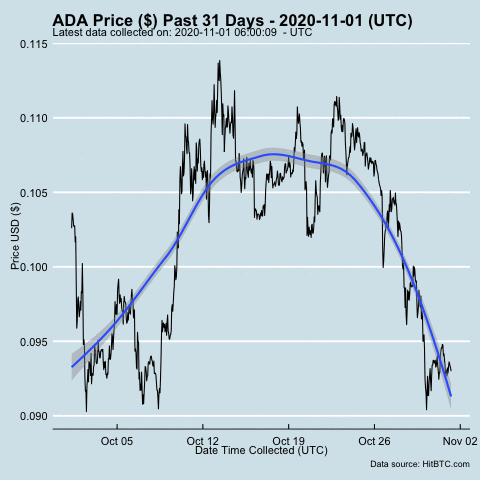 ADA Price ($) Past 31 Days - 2020-11-01 (UTC)
Latest data collected on: 2020-11-01 06:00:09 - UTC
0.115
0.110
0.105
0.100
0.095
0.090
Price USD ($)
Oct 05
Oct 12
Oct 19
Oct 26
Nov 02
Date Time Collected (UTC)
Data source: HitBTC.com